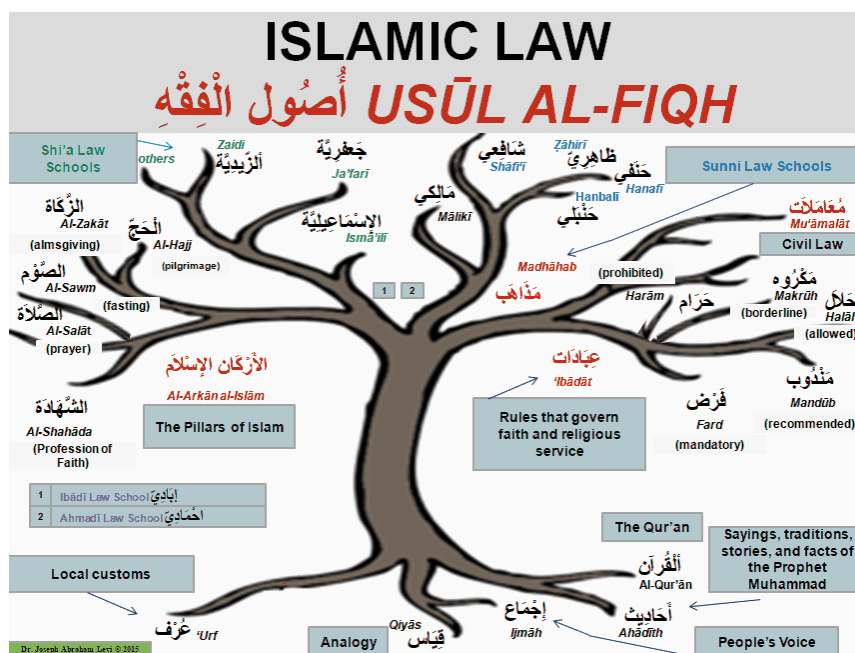 ISLAMIC LAW
أُصُول الْفِقْهِ USŪL AL-FIQH
Shi'a Law
Schools
others
Zaidi
ألزَّيدِيَّة
جَعفَرِيَّة
Ja'farī
الإسْمَاعِيلِيَّة
Ismā'īlī
شَافِعِي
Shāfi'ī
مَالِكِي
Mālikī
ظَاهِرِيّ
Ẓāhirī
حَنَفِي
Hanafī
Hanbalī
حَنْبَلِي
Sunni Law Schools
Madhāhab
مَذَاهَب
الزَّكَاة
Al-Zakāt
(almsgiving)
الْحَجّ
Al-Hajj
(pilgrimage)
الصَّوْم
Al-Sawm
(fasting)
الصَّلَاة
Al-Salāt
(prayer)
الشَّهَادَة
Al-Shahāda
(Profession of
Faith)
الأَرْكَان الإِسْلَام
Al-Arkān al-Islām
The Pillars of Islam
1
2
مُعَامَلَات
Mu'āmalāt
Civil Law
(prohibited)
Harām
حَرَام
مَكْرُوه
Makrūh
(borderline)
حَلَال
Halāl
(allowed)
مَنْدُوب
Mandūb
(recommended)
فَرْض
Fard
(mandatory)
عِبَادَات
'Ibādāt
Rules that govern
faith and religious
service
1 Ibāḍī Law School إِبَادِيّ
2 Ahmadī Law School احْمَادِيّ
Local customs
عُرْف 'Urf
Analogy
Qiyās
قِيَاس
إِجْمَاع
Ijmāh
People's Voice
The Qur'an
ألْقُرآن
Al-Qur'ān
Sayings, traditions,
stories, and facts of
the Prophet
Muhammad
أَحَادِيث
Ahādīth
Dr. Joseph Abraham Levi © 2015